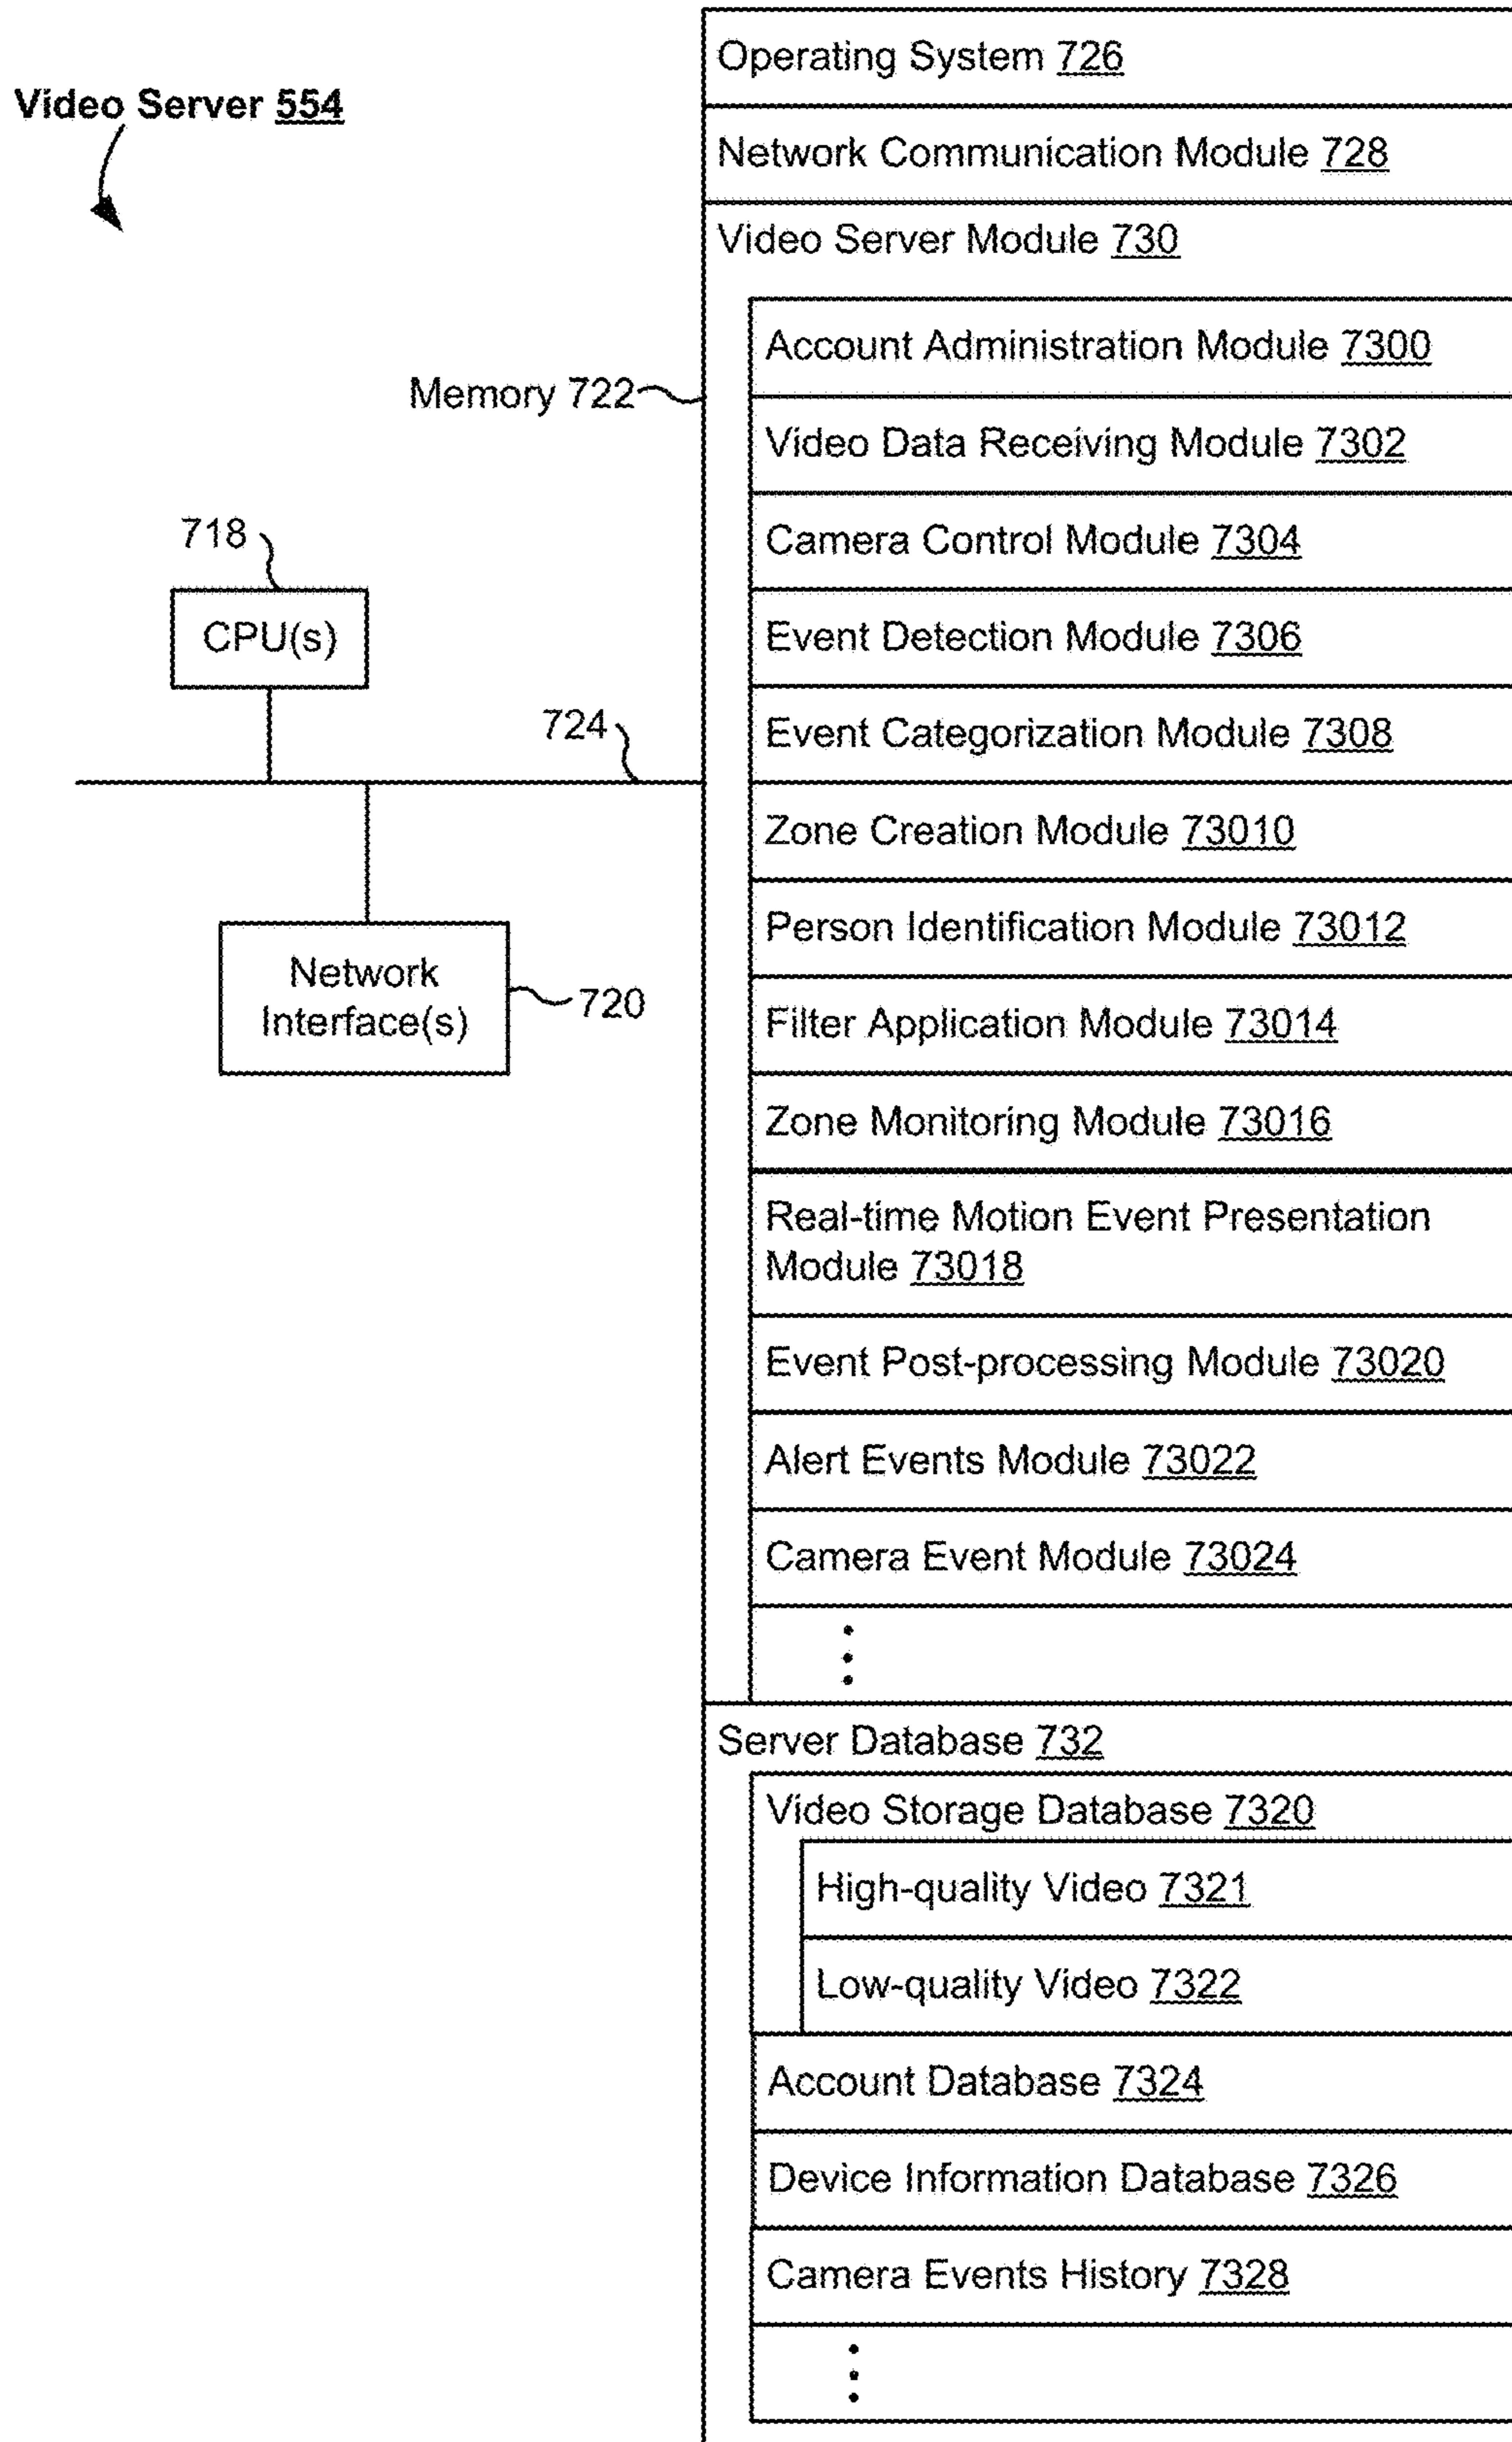 Video Server 554
Operating System 726
Network Communication Module 728
Video Server Module 730
Account Administration Module 7300
Memory 722
Video Data Receiving Module 7302
Camera Control Module 7304
718
CPU(s)
Event Detection Module 7306
724
Event Categorization Module 7308
Zone Creation Module 73010
Person Identification Module 73012
Network
Interface(s)
720
Filter Application Module 73014
Zone Monitoring Module 73016
Real-time Motion Event Presentation
Module 73018
Event Post-processing Module 73020
Alert Events Module 73022
Camera Event Module 73024
Server Database 732
Video Storage Database 7320
High-quality Video 7321
Low-quality Video 7322
Account Database 7324
Device Information Database 7326
Camera Events History 7328